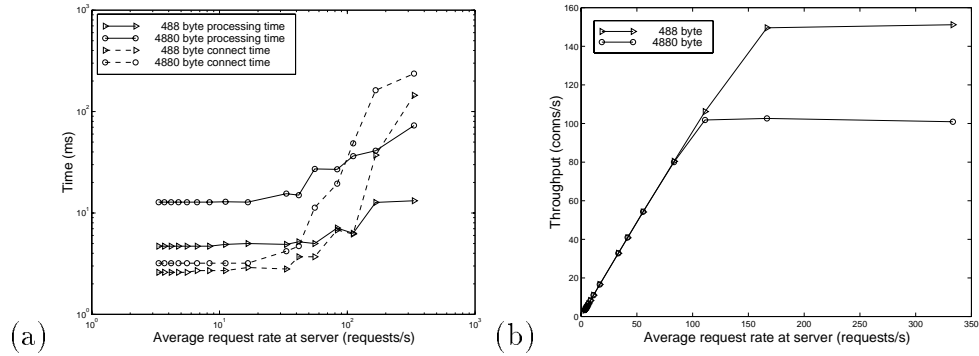 488 byte processing time
4880 byte processing time
488 byte connect time
4880 byte connect time
10^3
10^2
10^1
10^0
Time (ms)
10^0 10^1 10^2 10^3
Average request rate at server (requests/s)
(a)
488 byte
4880 byte
160
140
120
100
80
60
40
20
0
Throughput (conns/s)
0 50 100 150 200 250 300 350
Average request rate at server (requests/s)
(b)